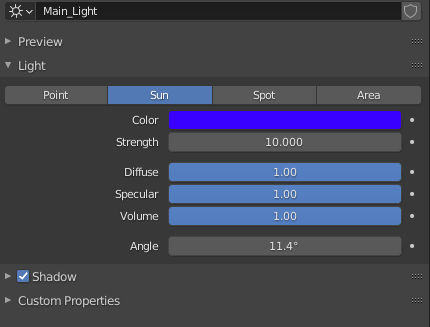 Main_Light
Preview
Light
Point Sun Spot Area
Color
Strength 10.000
Diffuse 1.00
Specular 1.00
Volume 1.00
Angle 11.4°
Shadow
Custom Properties